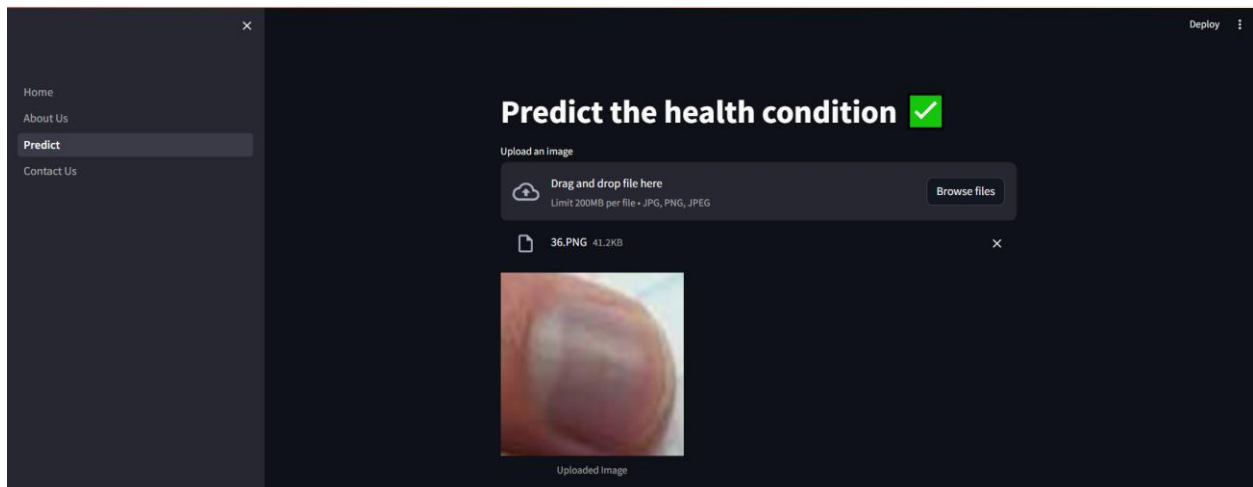 Deploy
Home
About Us
Predict
Contact Us
Predict the health condition ✅
Upload an image
Drag and drop file here
Limit 200MB per file • JPG, PNG, JPEG
Browse files
36.PNG 41.2KB
Uploaded Image